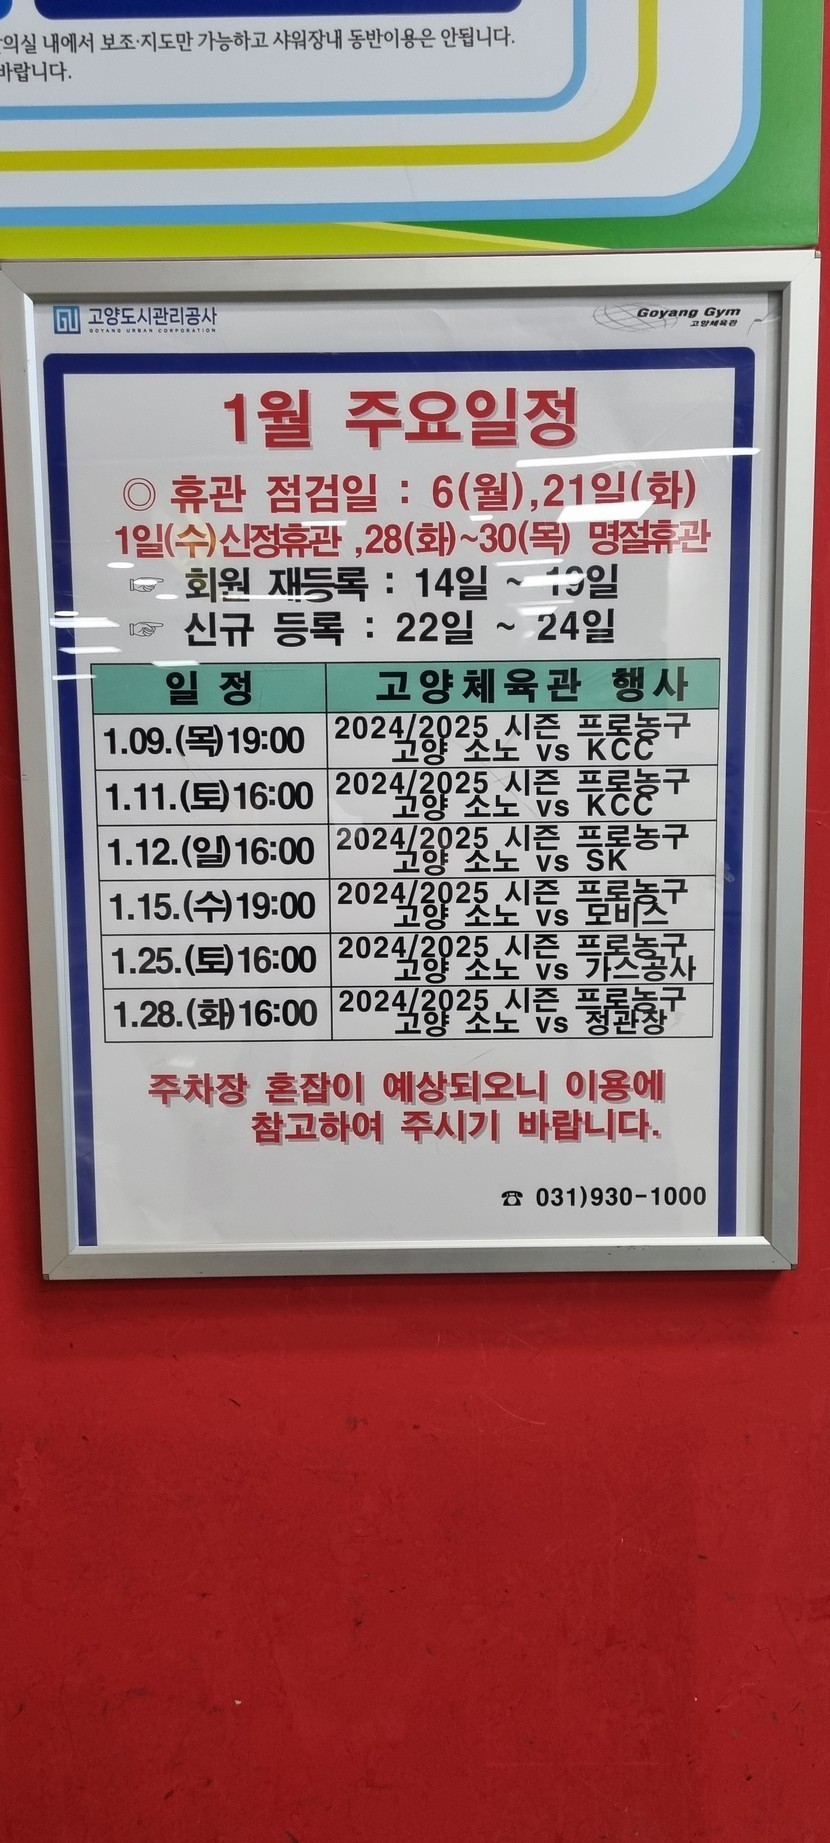 의실 내에서 보조·지도만 가능하고 샤워장내 동반이용은 안됩니다.
바랍니다.
GU 고양도시관리공사
GOYANG URBAN CORPORATION
Goyang Gym
고양체육관
1월 주요일정
◎ 휴관 점검일 : 6(월),21일(화)
1일(수)신정휴관 ,28(화)~30(목) 명절휴관
☞ 회원 재등록 : 14일 ~ 19일
☞ 신규 등록 : 22일 ~ 24일
일 정 고양체육관 행사
1.09.(목)19:00 2024/2025 시즌 프로농구
고양 소노 vs KCC
1.11.(토)16:00 2024/2025 시즌 프로농구
고양 소노 vs KCC
1.12.(일)16:00 2024/2025 시즌 프로농구
고양 소노 vs SK
1.15.(수)19:00 2024/2025 시즌 프로농구
고양 소노 vs 모비스
1.25.(토)16:00 2024/2025 시즌 프로농구
고양 소노 vs 가스공사
1.28.(화)16:00 2024/2025 시즌 프로농구
고양 소노 vs 정관장
주차장 혼잡이 예상되오니 이용에
참고하여 주시기 바랍니다.
☎ 031)930-1000